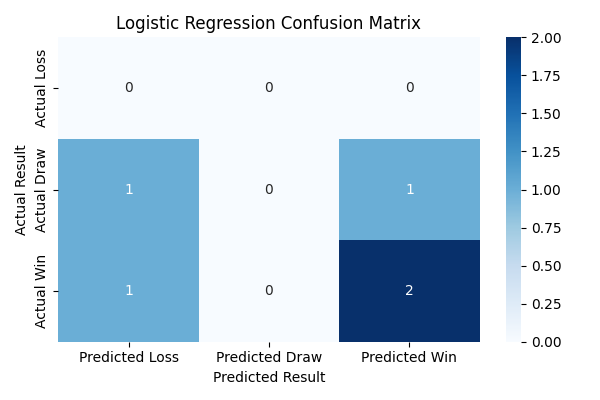 Logistic Regression Confusion Matrix
Actual Result
Actual Loss
Actual Draw
Actual Win
0 0 0
1 0 1
1 0 2
Predicted Loss Predicted Draw Predicted Win
Predicted Result
2.00
1.75
1.50
1.25
1.00
0.75
0.50
0.25
0.00